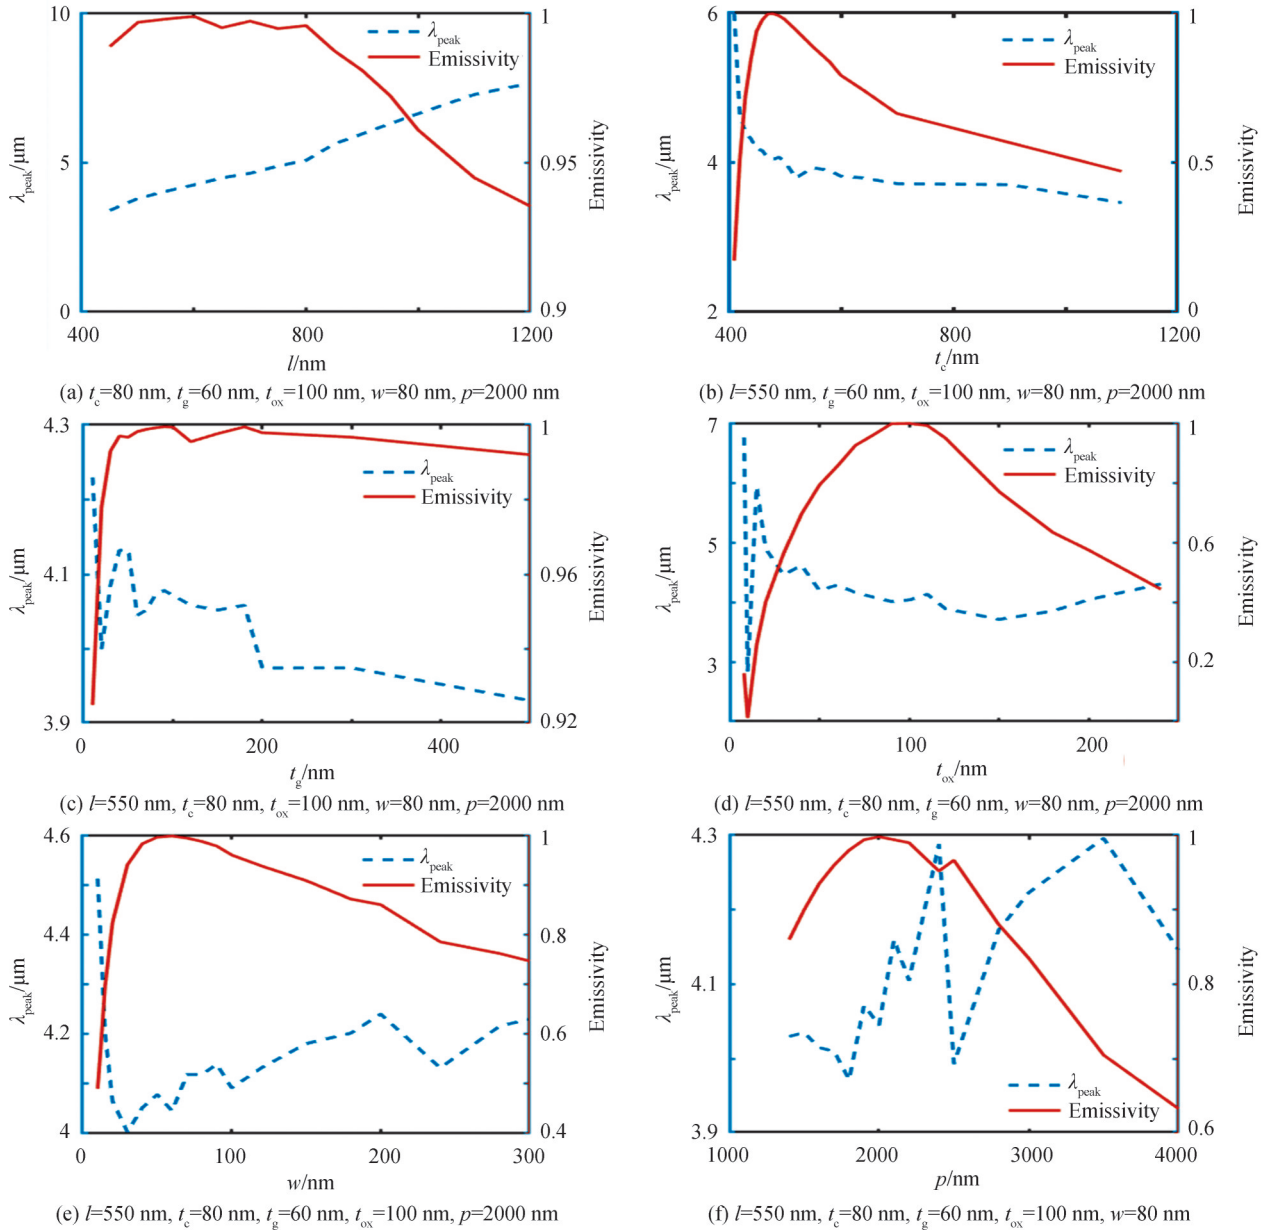 10
5
0
λpeak/μm
λpeak
Emissivity
1
0.95
0.9
Emissivity
400
800
1200
l/nm
(a) tc=80 nm, tg=60 nm, tox=100 nm, w=80 nm, p=2000 nm
6
4
2
λpeak/μm
λpeak
Emissivity
1
0.5
0
Emissivity
400
600
800
1200
tc/nm
(b) l=550 nm, tg=60 nm, tox=100 nm, w=80 nm, p=2000 nm
4.3
4.1
3.9
λpeak/μm
λpeak
Emissivity
1
0.96
0.92
Emissivity
0
200
400
tg/nm
(c) l=550 nm, tc=80 nm, tox=100 nm, w=80 nm, p=2000 nm
7
5
3
λpeak/μm
λpeak
Emissivity
1
0.6
0.2
Emissivity
0
100
200
tox/nm
(d) l=550 nm, tc=80 nm, tg=60 nm, w=80 nm, p=2000 nm
4.6
4.4
4.2
4
λpeak/μm
λpeak
Emissivity
1
0.8
0.6
0.4
Emissivity
0
100
200
300
w/nm
(e) l=550 nm, tc=80 nm, tg=60 nm, tox=100 nm, p=2000 nm
4.3
4.1
3.9
λpeak/μm
λpeak
Emissivity
1
0.8
0.6
Emissivity
1000
2000
3000
4000
p/nm
(f) l=550 nm, tc=80 nm, tg=60 nm, tox=100 nm, w=80 nm